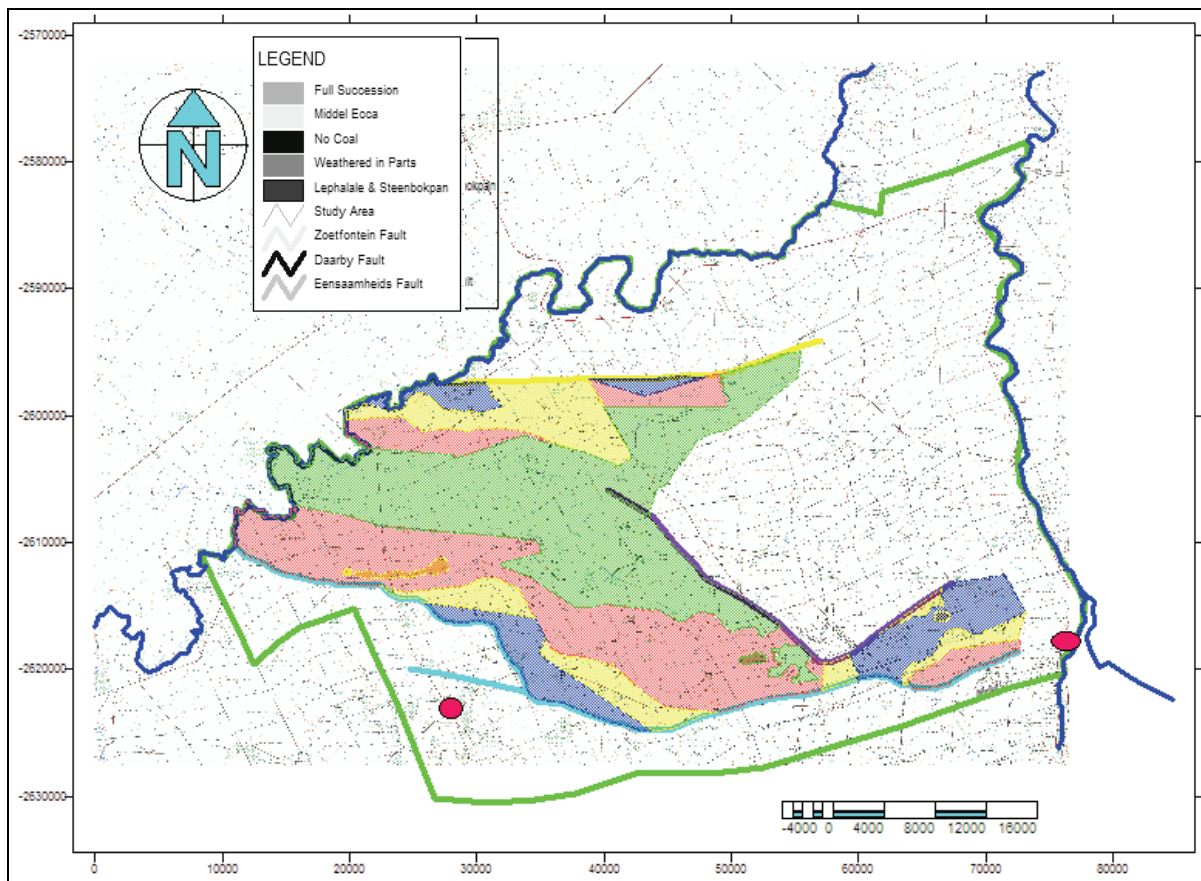 -2570000
-2580000
-2590000
-2600000
-2610000
-2620000
-2630000
LEGEND
Full Succession
Middel Ecca
No Coal
Weathered in Parts
Lephalale & Steenbokpan
bokpan
Study Area
Zoetfontein Fault
Daarby Fault
Eensaamheids Fault
ilt
N
-4000 0 4000 8000 12000 16000
0 10000 20000 30000 40000 50000 60000 70000 80000